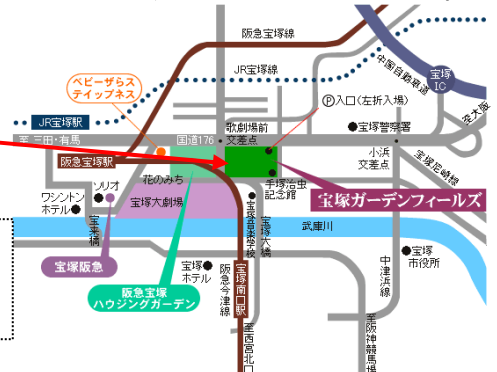 阪急宝塚線
JR宝塚線
中国自動車道
宝塚
IC
至大阪
ベビーザらス
テイップネス
Ⓟ入口(左折入場)
JR宝塚駅
至 三田・有馬
国道176
歌劇場前
交差点
宝塚警察署
小浜
交差点
宝塚尼崎線
阪急宝塚駅
花のみち
手塚治虫
記念館
宝塚ガーデンフィールズ
ソリオ
ワシントン
ホテル
宝塚大劇場
宝来橋
宝塚音楽学校
宝塚大橋
武庫川
宝塚阪急
宝塚
ホテル
阪急今津線
宝塚南口駅
中津浜線
宝塚
市役所
阪急宝塚
ハウジングガーデン
至西宮北口
至阪神競馬場